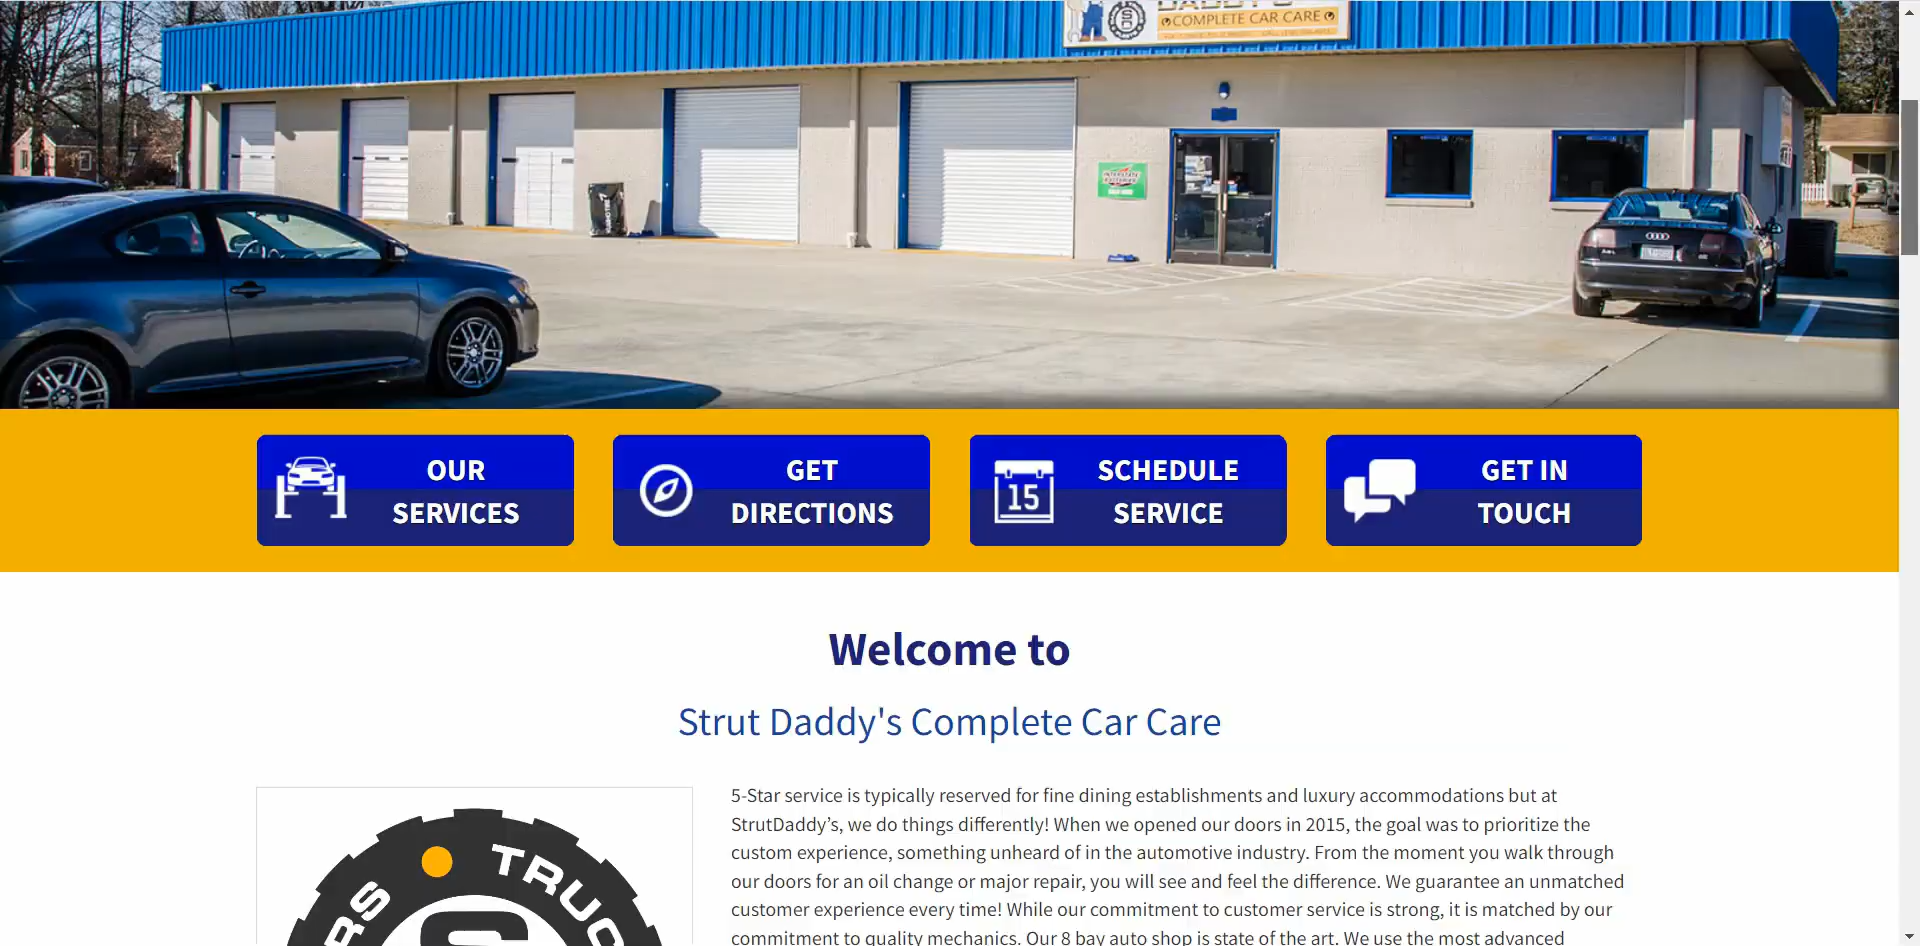 DADDY'S
COMPLETE CAR CARE
INTERSTATE
BATTERIES
OUR
SERVICES
GET
DIRECTIONS
15
SCHEDULE
SERVICE
GET IN
TOUCH
Welcome to
Strut Daddy's Complete Car Care
RS TRUC
S
5-Star service is typically reserved for fine dining establishments and luxury accommodations but at
StrutDaddy’s, we do things differently! When we opened our doors in 2015, the goal was to prioritize the
custom experience, something unheard of in the automotive industry. From the moment you walk through
our doors for an oil change or major repair, you will see and feel the difference. We guarantee an unmatched
customer experience every time! While our commitment to customer service is strong, it is matched by our
commitment to quality mechanics. Our 8 bay auto shop is state of the art. We use the most advanced